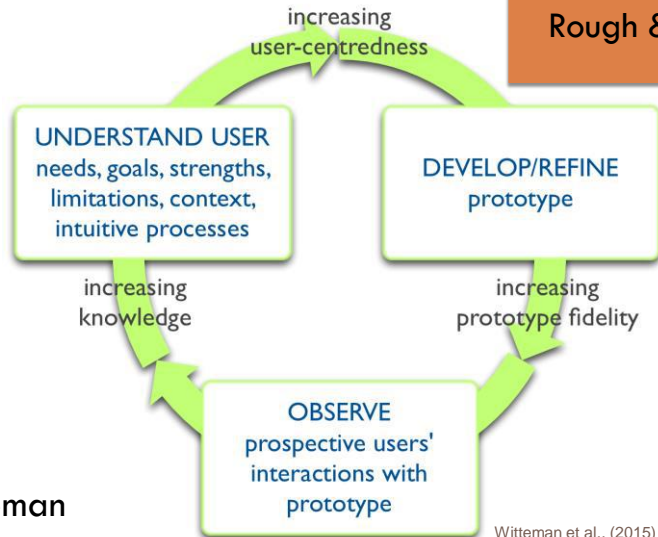 increasing
user-centredness
Rough &
UNDERSTAND USER
needs, goals, strengths,
limitations, context,
intuitive processes
DEVELOP/REFINE
prototype
increasing
knowledge
increasing
prototype fidelity
OBSERVE
prospective users'
interactions with
prototype
man
Witteman et al., (2015)